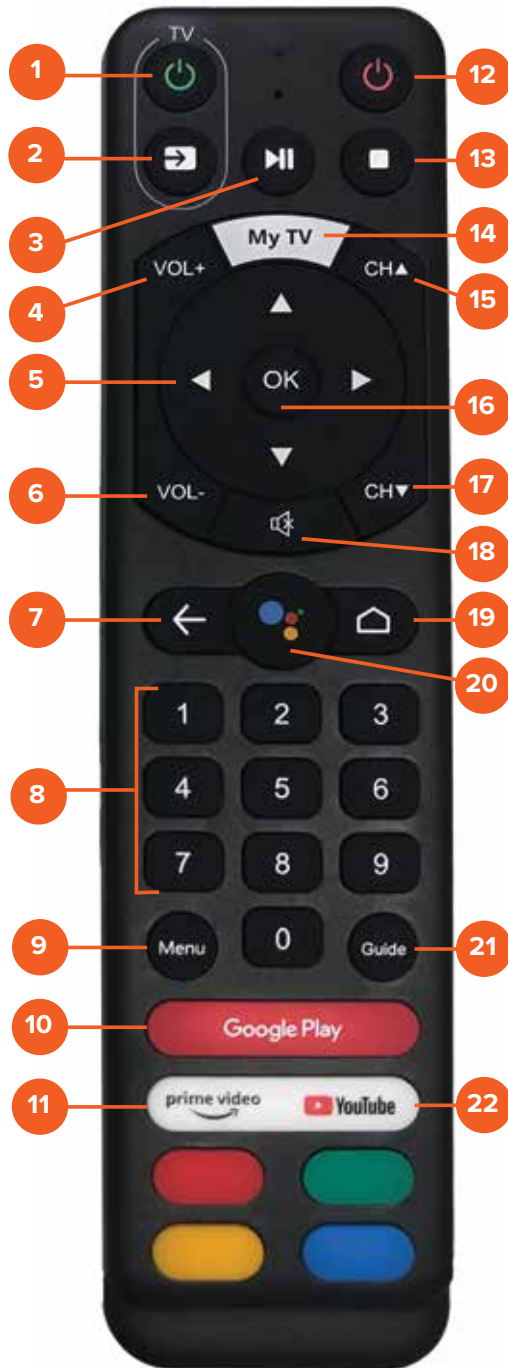 TV
1
12
2
13
3
My TV
14
VOL+
CH▲
4
15
5
OK
16
6
VOL-
CH▼
17
18
7
19
20
1 2 3
8
4 5 6
7 8 9
9
Menu
0
Guide
21
10
Google Play
11
prime video
YouTube
22